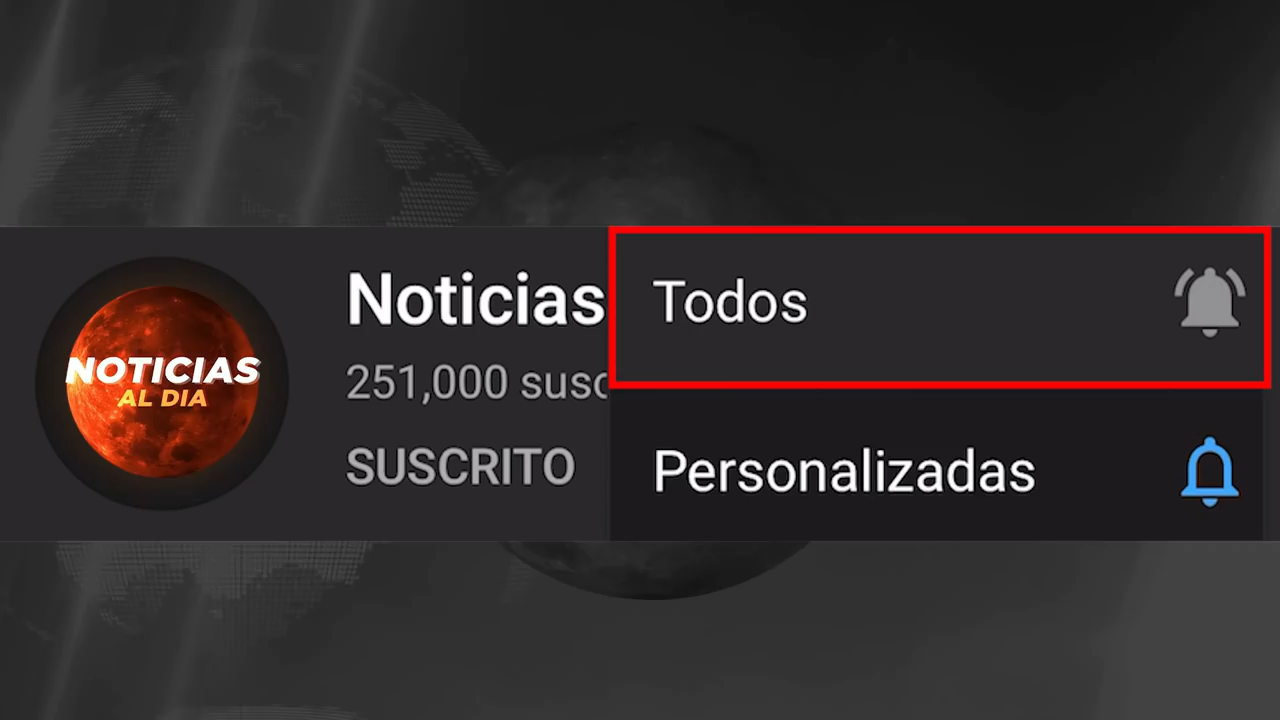 NOTICIAS
AL DIA
Noticias
251,000 susc
SUSCRITO
Todos
Personalizadas